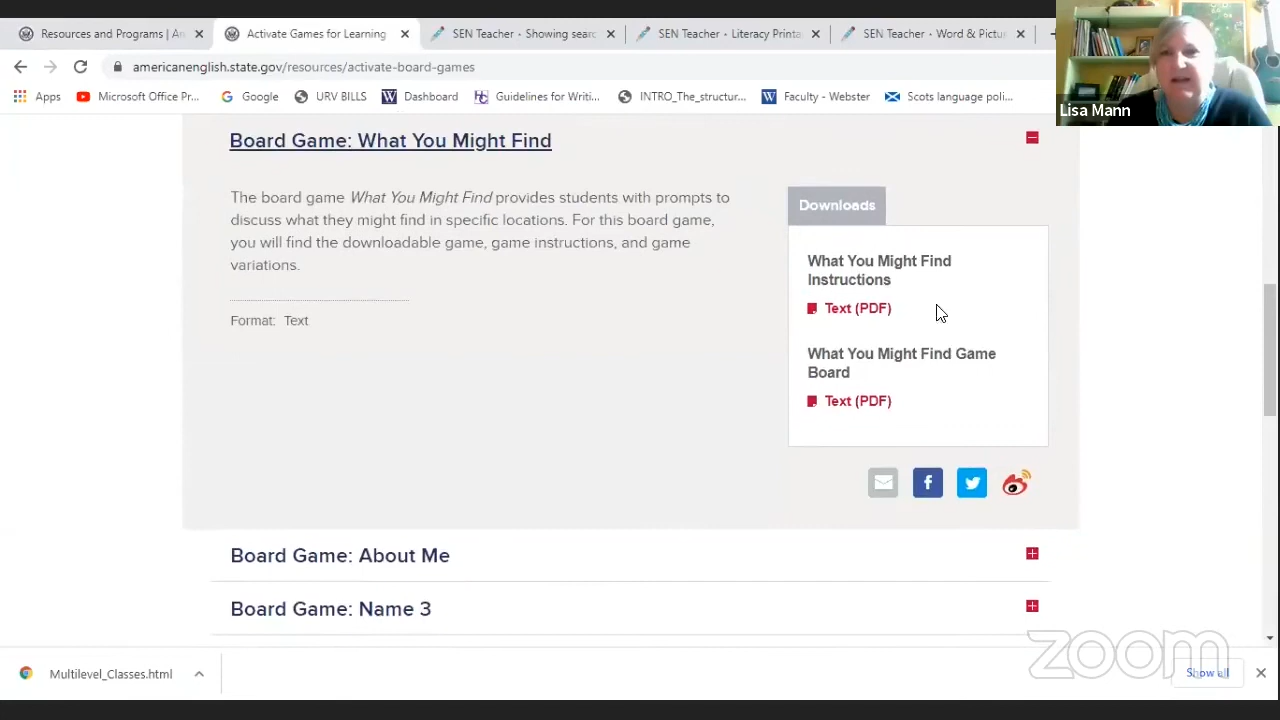 Resources and Programs | An
Activate Games for Learning
SEN Teacher - Showing searc
SEN Teacher - Literacy Printa
SEN Teacher - Word & Pictu
americanenglish.state.gov/resources/activate-board-games
Apps
Microsoft Office Pr...
Google
URV BILLS
Dashboard
Guidelines for Writi...
INTRO_The_structur...
Faculty - Webster
Scots language poli...
Lisa Mann
Board Game: What You Might Find
The board game What You Might Find provides students with prompts to
discuss what they might find in specific locations. For this board game,
you will find the downloadable game, game instructions, and game
variations.
Format: Text
Downloads
What You Might Find
Instructions
Text (PDF)
What You Might Find Game
Board
Text (PDF)
Board Game: About Me
Board Game: Name 3
Multilevel_Classes.html
zoom
Show all